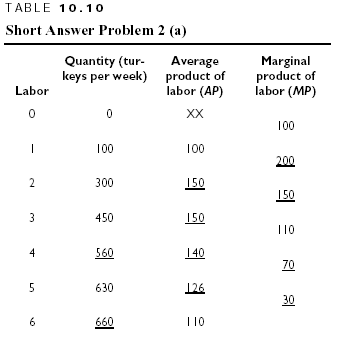 TABLE 10.10
Short Answer Problem 2 (a)
Labor Quantity (tur-keys per week) Average product of labor (AP) Marginal product of labor (MP)
0 0 XX
100
1 100 100
200
2 300 150
150
3 450 150
110
4 560 140
70
5 630 126
30
6 660 110